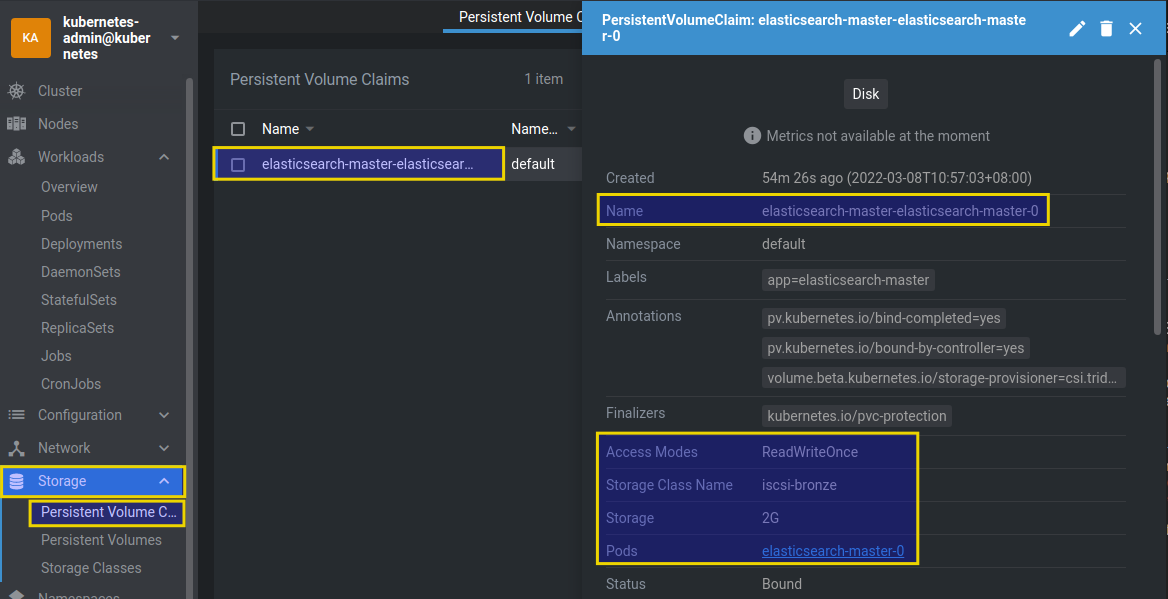 KA
kubernetes-
admin@kuber
netes
Cluster
Nodes
Workloads
Overview
Pods
Deployments
DaemonSets
StatefulSets
ReplicaSets
Jobs
CronJobs
Configuration
Network
Storage
Persistent Volume C...
Persistent Volumes
Storage Classes
Namespaces
Persistent Volume C
Persistent Volume Claims 1 item
Name Name...
elasticsearch-master-elasticsear... default
PersistentVolumeClaim: elasticsearch-master-elasticsearch-maste
r-0
Disk
Metrics not available at the moment
Created 54m 26s ago (2022-03-08T10:57:03+08:00)
Name elasticsearch-master-elasticsearch-master-0
Namespace default
Labels app=elasticsearch-master
Annotations pv.kubernetes.io/bind-completed=yes
pv.kubernetes.io/bound-by-controller=yes
volume.beta.kubernetes.io/storage-provisioner=csi.trid...
Finalizers kubernetes.io/pvc-protection
Access Modes ReadWriteOnce
Storage Class Name iscsi-bronze
Storage 2G
Pods elasticsearch-master-0
Status Bound